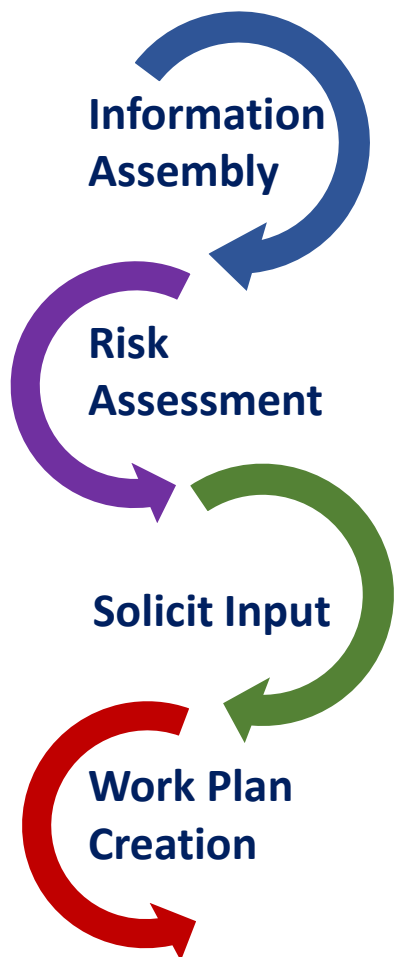 Information
Assembly
Risk
Assessment
Solicit Input
Work Plan
Creation